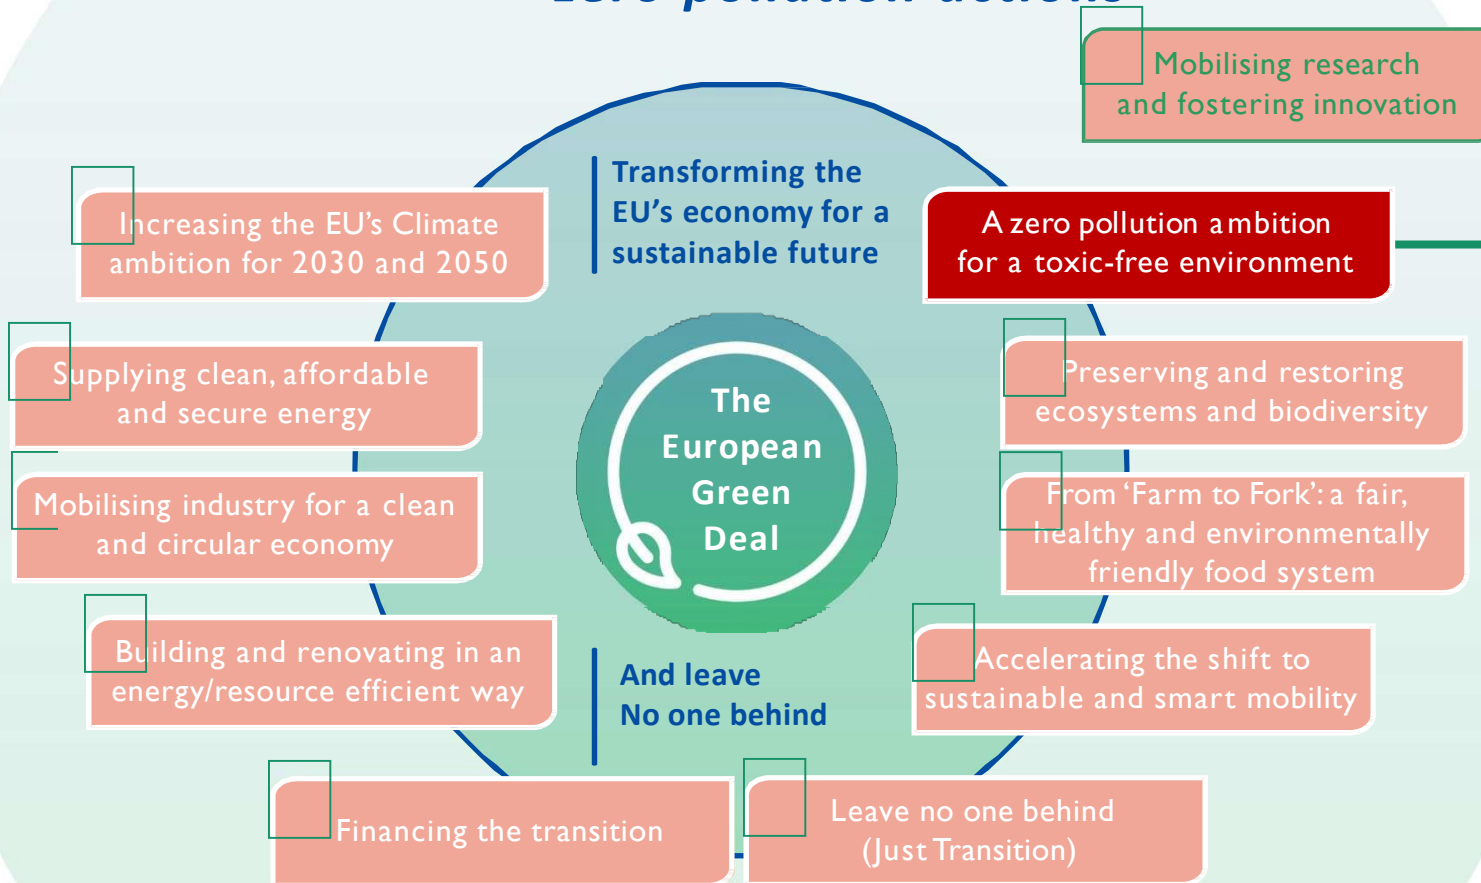 zero pollution actions
Mobilising research
and fostering innovation
Transforming the
EU's economy for a
sustainable future
Increasing the EU's Climate
ambition for 2030 and 2050
A zero pollution ambition
for a toxic-free environment
Supplying clean, affordable
and secure energy
The
European
Green
Deal
Preserving and restoring
ecosystems and biodiversity
Mobilising industry for a clean
and circular economy
From ‘Farm to Fork’: a fair,
healthy and environmentally
friendly food system
Building and renovating in an
energy/resource efficient way
And leave
No one behind
Accelerating the shift to
sustainable and smart mobility
Financing the transition
Leave no one behind
(Just Transition)